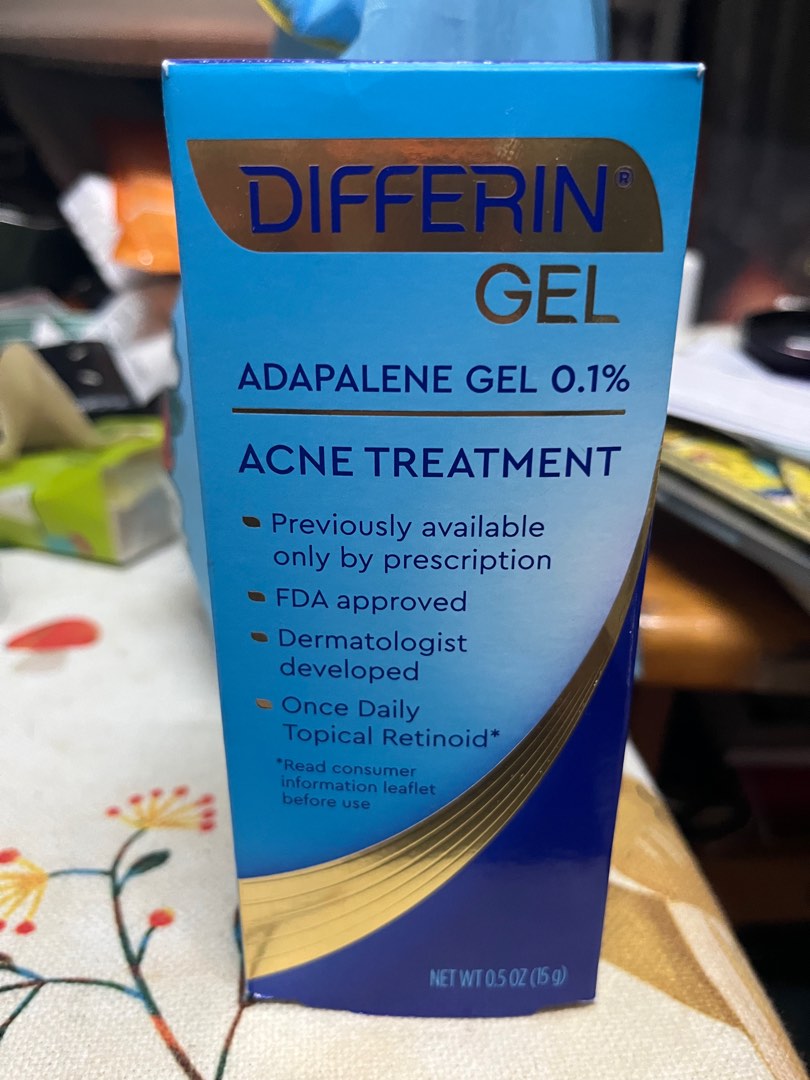 DIFFERIN®
GEL
ADAPALENE GEL 0.1%
ACNE TREATMENT
Previously available
only by prescription
FDA approved
Dermatologist
developed
Once Daily
Topical Retinoid*
*Read consumer
information leaflet
before use
NET WT 0.5 OZ (15 g)